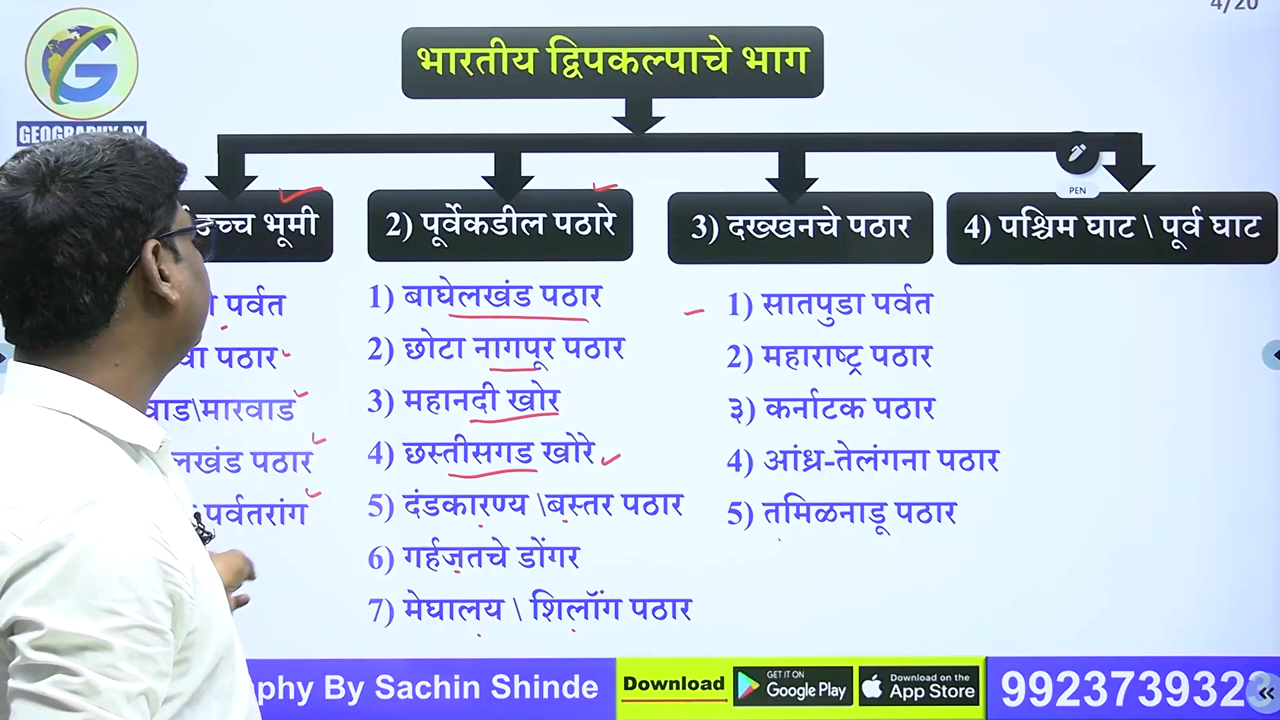 4/20
भारतीय द्विपकल्पाचे भाग
GEOGRAPHY BY
PEN
उच्च भूमी
2) पूर्वेकडील पठारे
3) दख्खनचे पठार
4) पश्चिम घाट \ पूर्व घाट
पर्वत
पठार
वाड\मारवाड
लखंड पठार
पर्वतरांग
1) बाघेलखंड पठार
2) छोटा नागपूर पठार
3) महानदी खोर
4) छस्तीसगड खोरे
5) दंडकारण्य \बस्तर पठार
6) गर्हजतचे डोंगर
7) मेघालय \ शिलॉंग पठार
1) सातपुडा पर्वत
2) महाराष्ट्र पठार
३) कर्नाटक पठार
4) आंध्र-तेलंगना पठार
5) तमिळनाडू पठार
phy By Sachin Shinde
Download
GET IT ON
Google Play
Download on the
App Store
992373932